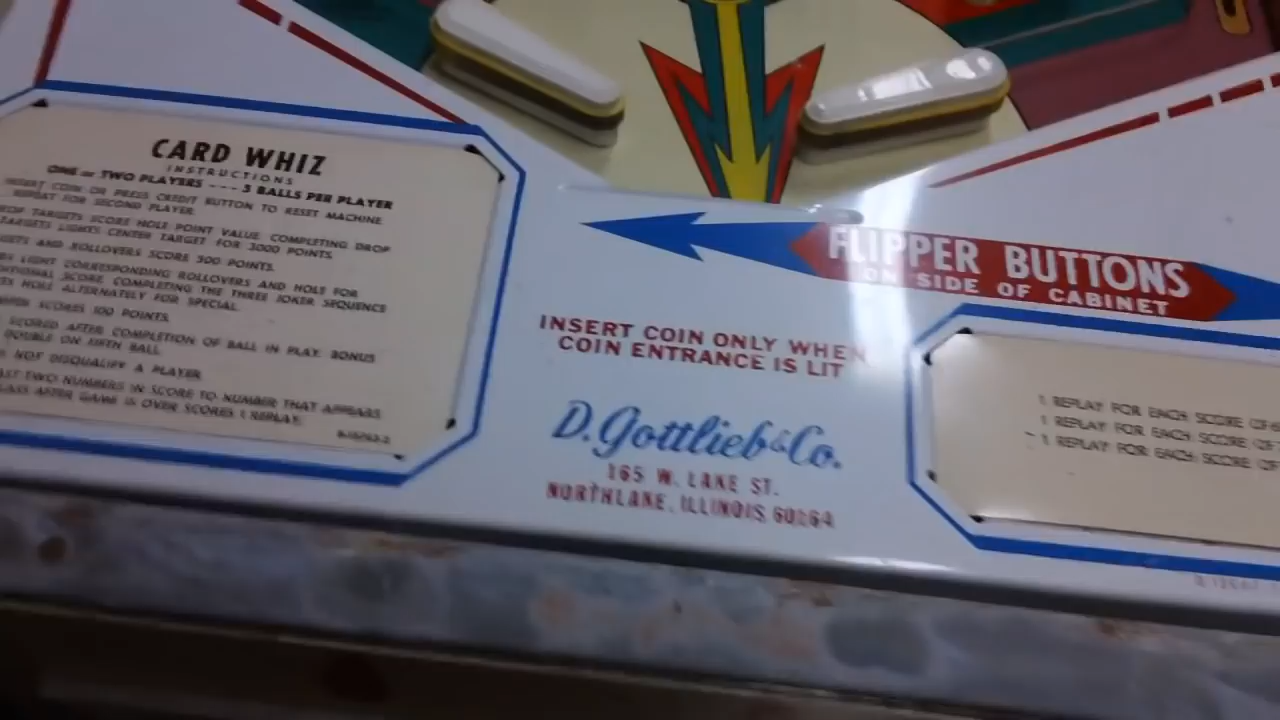 CARD WHIZ
INSTRUCTIONS
ONE or TWO PLAYERS --- 3 BALLS PER PLAYER
INSERT COIN OR PRESS CREDIT BUTTON TO RESET MACHINE.
REPEAT FOR SECOND PLAYER.
TARGETS SCORE HOLE POINT VALUE. COMPLETING DROP
TARGETS LIGHTS CENTER TARGET FOR 3000 POINTS.
AND ROLLOVERS SCORE 500 POINTS.
LIGHT CORRESPONDING ROLLOVERS AND HOLE FOR
SCORE. COMPLETING THE THREE JOKER SEQUENCE
HOLE ALTERNATELY FOR SPECIAL.
SCORES 100 POINTS.
SCORED AFTER COMPLETION OF BALL IN PLAY. BONUS
DOUBLE ON FIFTH BALL.
NOT DISQUALIFY A PLAYER.
LAST TWO NUMBERS IN SCORE TO NUMBER THAT APPEARS
AFTER GAME IS OVER SCORES 1 REPLAY.
FLIPPER BUTTONS
ON SIDE OF CABINET
INSERT COIN ONLY WHEN
COIN ENTRANCE IS LIT
D. Gottlieb & Co.
165 W. LAKE ST.
NORTHLAKE, ILLINOIS 60164
1 REPLAY FOR EACH SCORE OF
1 REPLAY FOR EACH SCORE OF
1 REPLAY FOR EACH SCORE OF